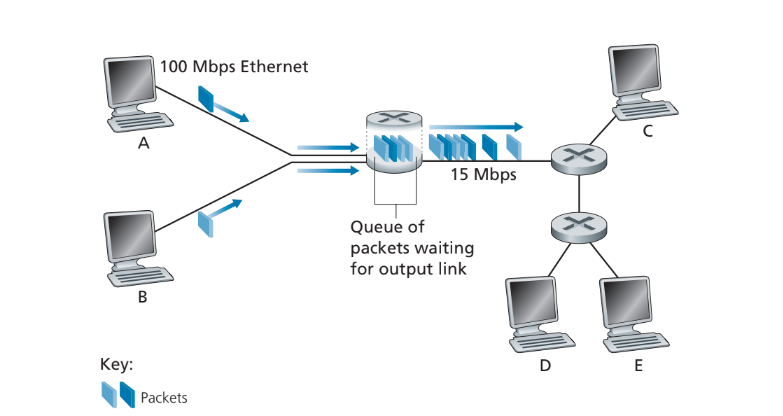 100 Mbps Ethernet
A
C
15 Mbps
Queue of
packets waiting
for output link
B
D
E
Key:
Packets